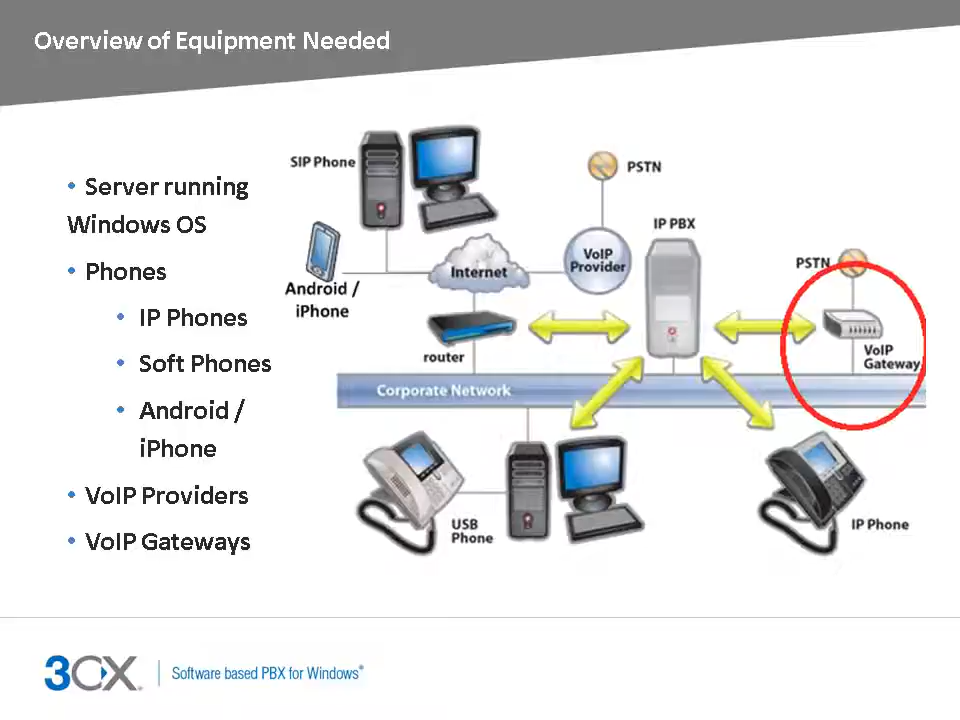 Overview of Equipment Needed
• Server running
Windows OS
• Phones
• IP Phones
• Soft Phones
• Android /
iPhone
• VoIP Providers
• VoIP Gateways
SIP Phone
PSTN
IP PBX
VoIP
Provider
Internet
PSTN
Android /
iPhone
router
VoIP
Gateway
Corporate Network
USB
Phone
IP Phone
3CX
Software based PBX for Windows®